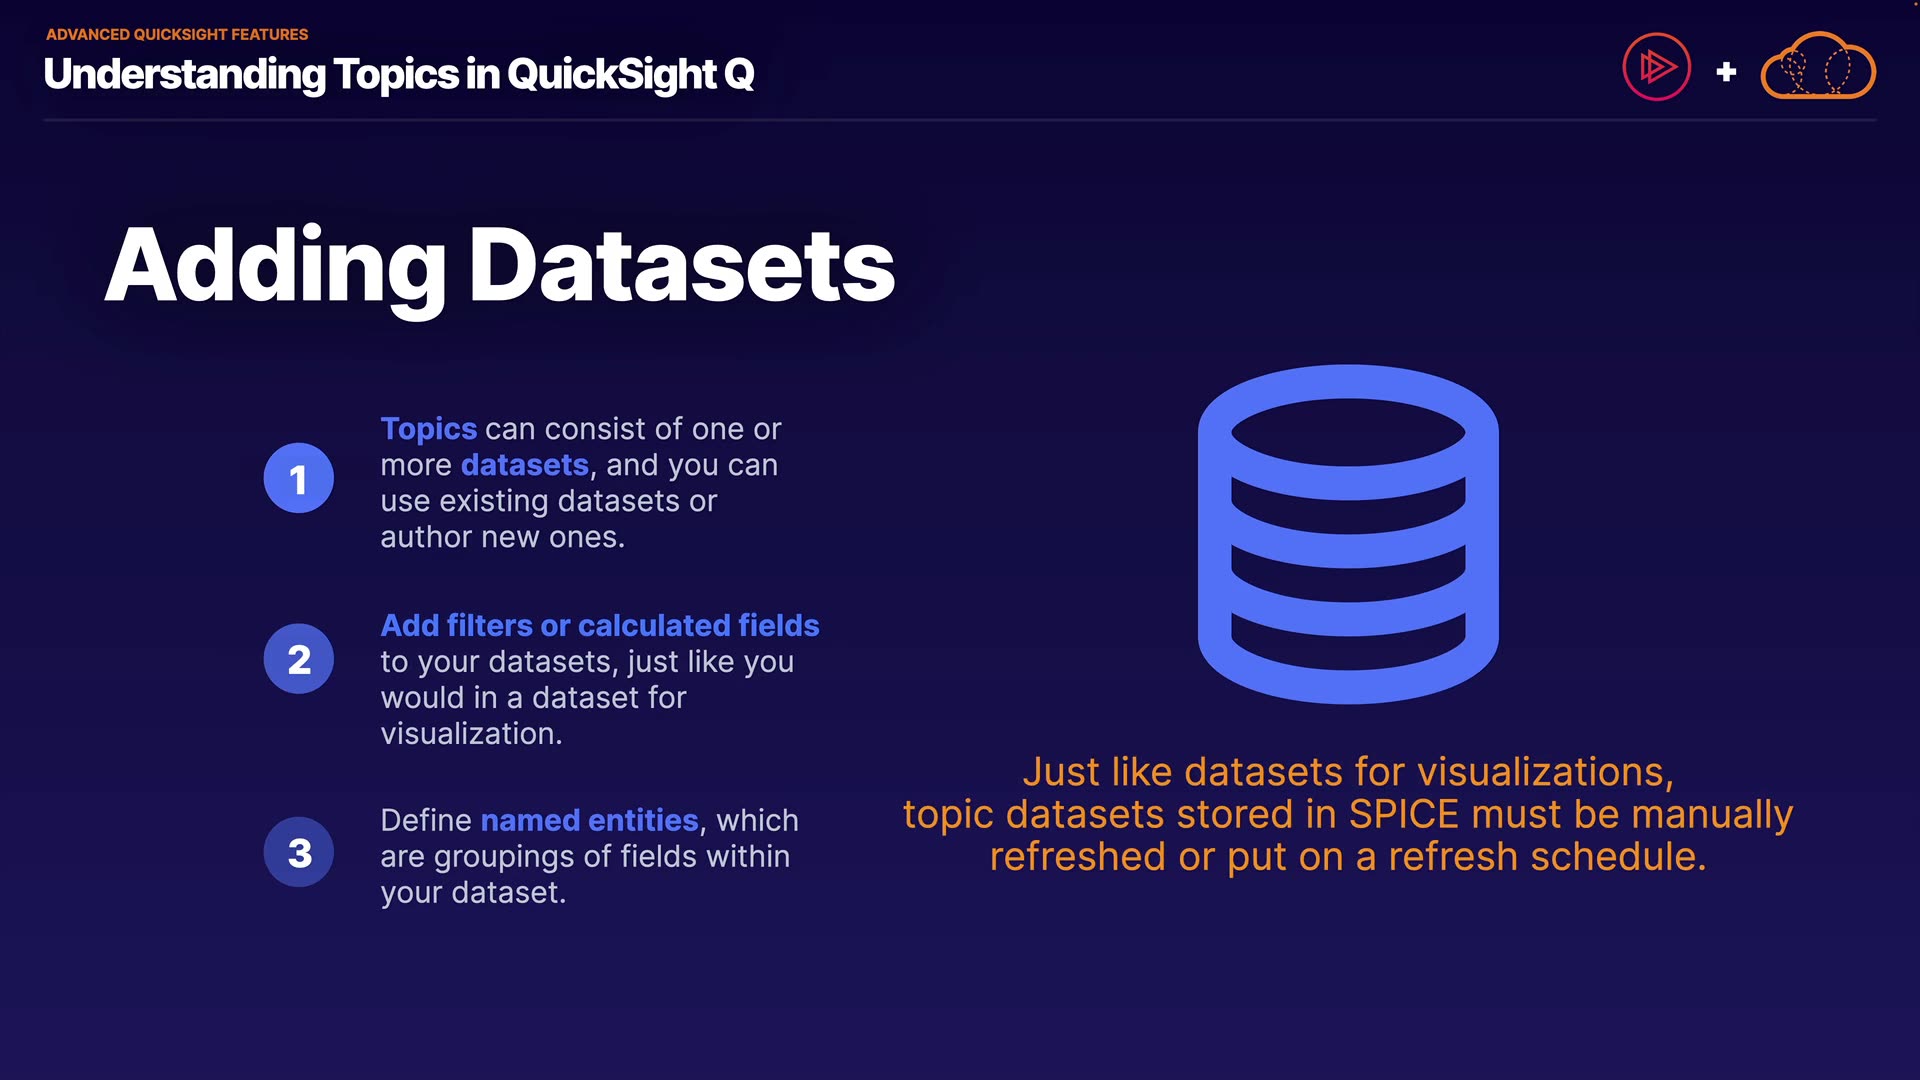 ADVANCED QUICKSIGHT FEATURES
Understanding Topics in QuickSight Q
+
Adding Datasets
1
Topics can consist of one or
more datasets, and you can
use existing datasets or
author new ones.
2
Add filters or calculated fields
to your datasets, just like you
would in a dataset for
visualization.
3
Define named entities, which
are groupings of fields within
your dataset.
Just like datasets for visualizations,
topic datasets stored in SPICE must be manually
refreshed or put on a refresh schedule.